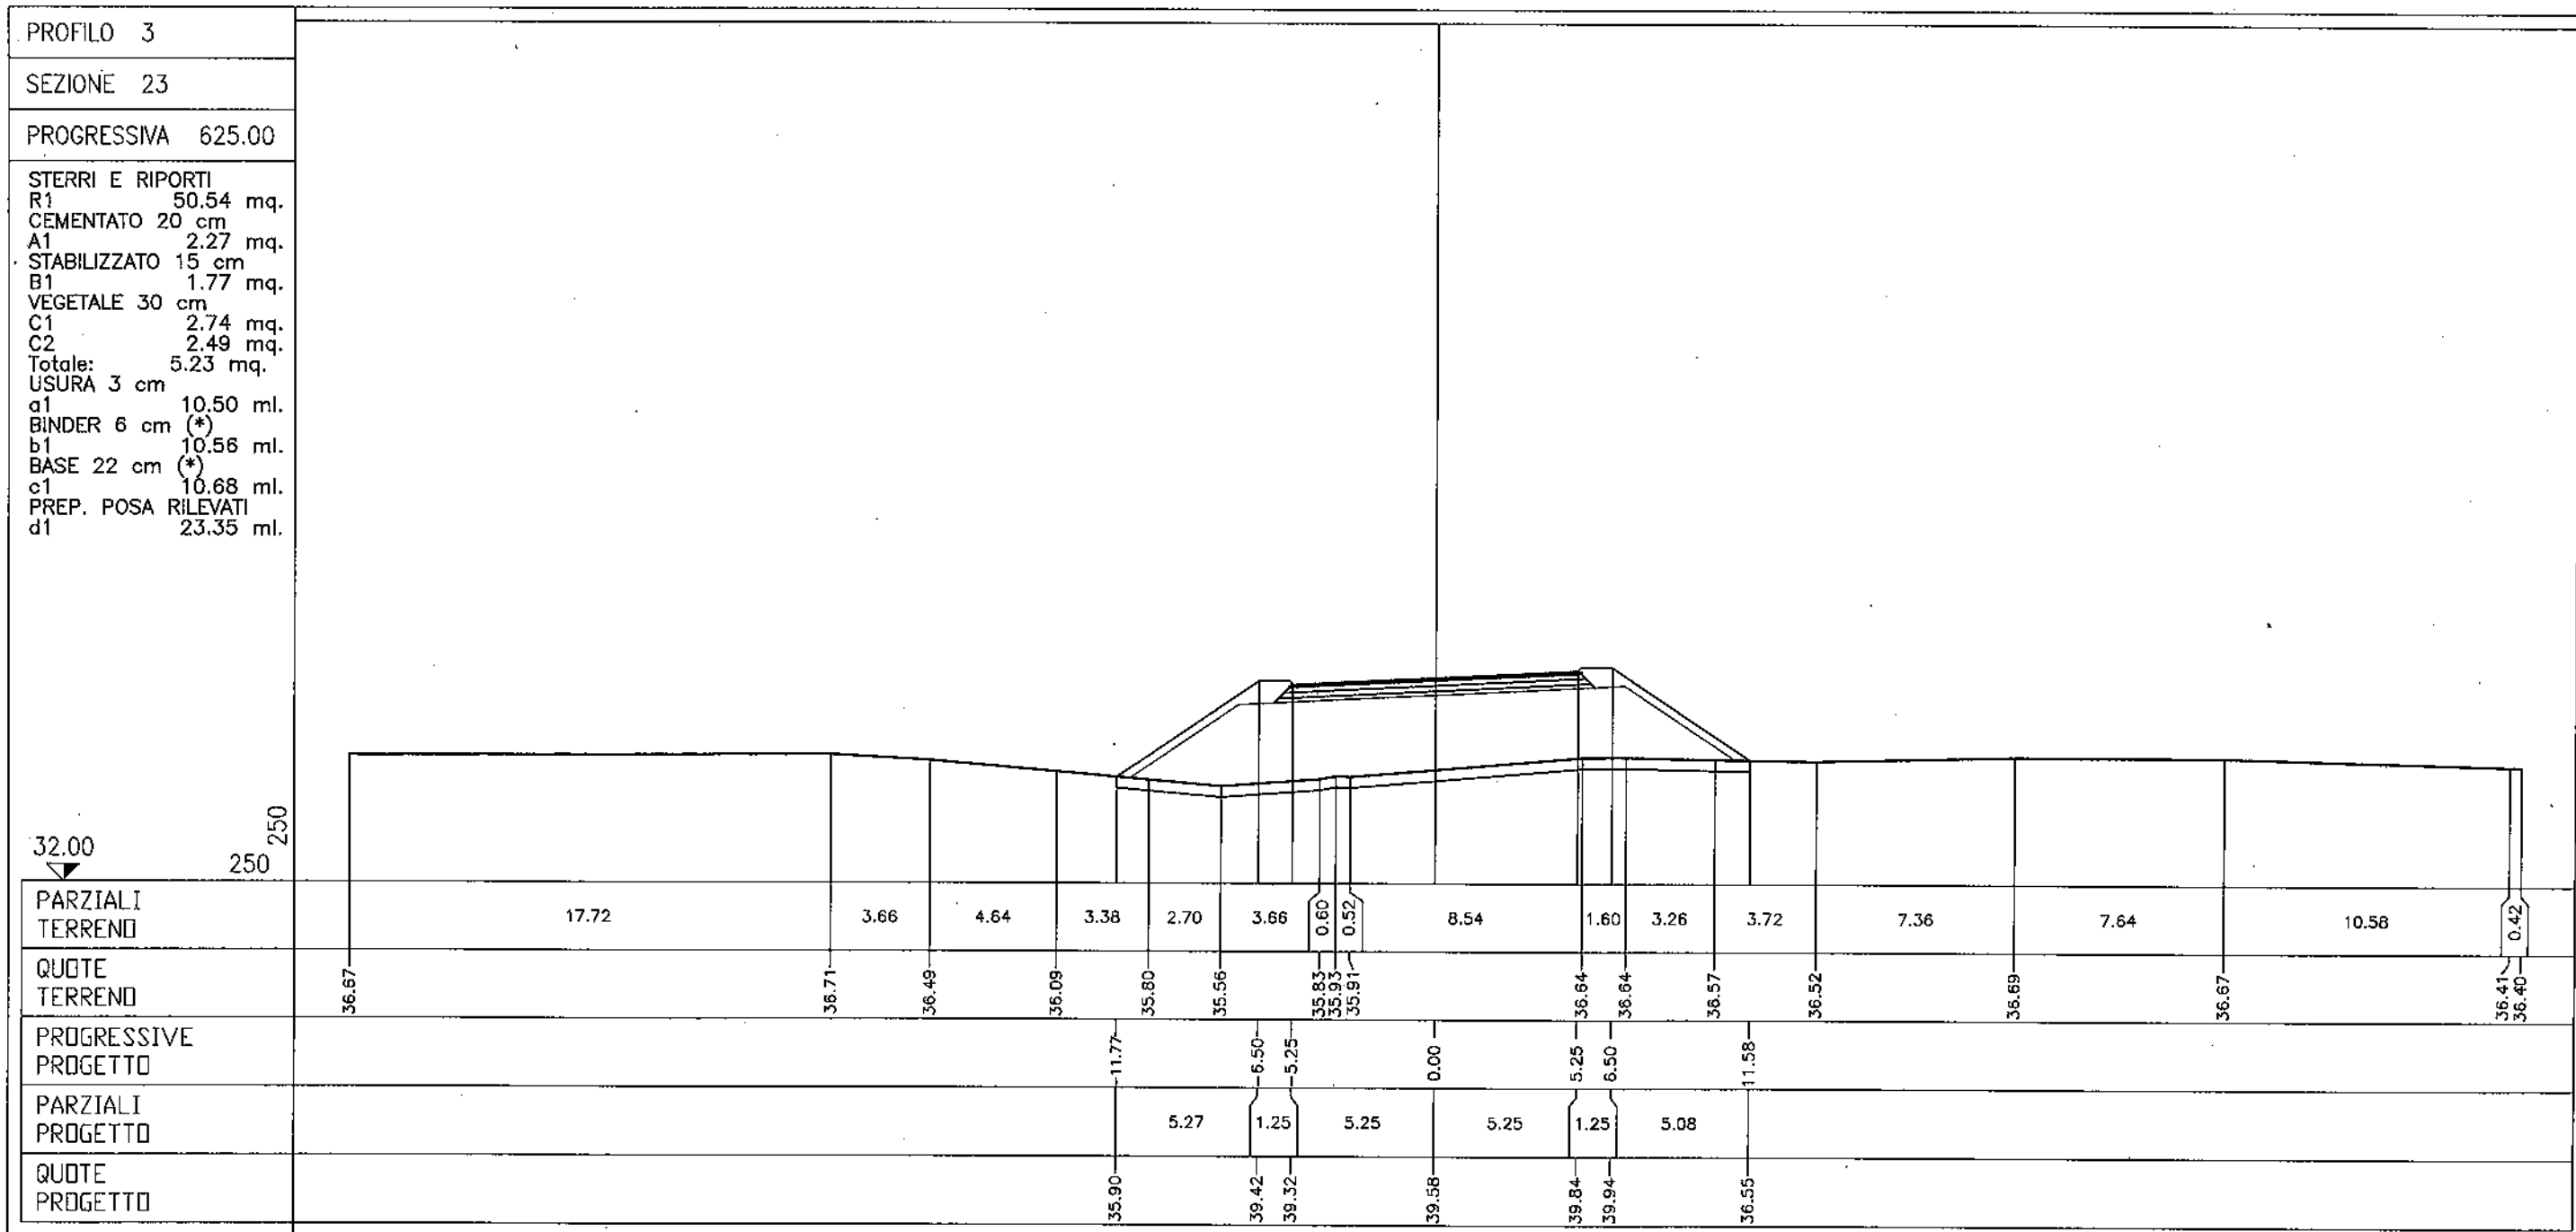 PROFILO 3
SEZIONE 23
PROGRESSIVA 625.00
STERRI E RIPORTI
R1 50.54 mq.
CEMENTATO 20 cm
A1 2.27 mq.
STABILIZZATO 15 cm
B1 1.77 mq.
VEGETALE 30 cm
C1 2.74 mq.
C2 2.49 mq.
Totale: 5.23 mq.
USURA 3 cm
a1 10.50 ml.
BINDER 6 cm (*)
b1 10.56 ml.
BASE 22 cm (*)
c1 10.68 ml.
PREP. POSA RILEVATI
d1 23.35 ml.
32.00
250
250
PARZIALI
TERRENO
17.72 3.66 4.64 3.38 2.70 3.66 0.60 0.52 8.54 1.60 3.26 3.72 7.36 7.64 10.58 0.42
QUOTE
TERRENO
36.67 36.71 36.49 36.09 35.80 35.56 35.83 35.93 35.91 36.64 36.64 36.57 36.52 36.69 36.67 36.41 36.40
PROGRESSIVE
PROGETTO
11.77 6.50 5.25 0.00 5.25 6.50 11.58
PARZIALI
PROGETTO
5.27 1.25 5.25 5.25 1.25 5.08
QUOTE
PROGETTO
35.90 39.42 39.32 39.58 39.84 39.94 36.55